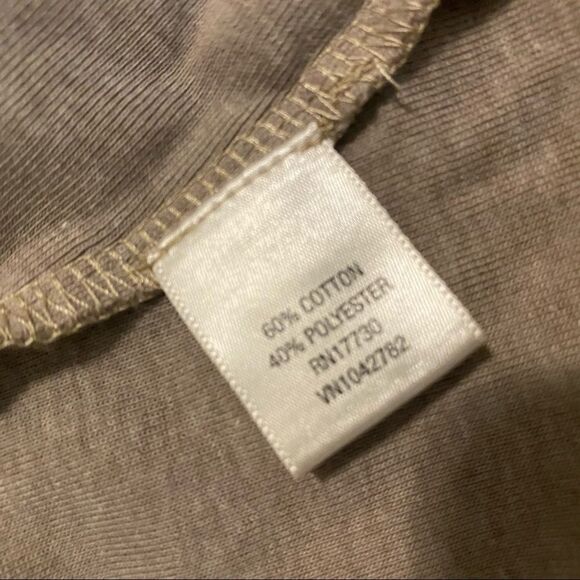 60% COTTON
40% POLYESTER
RN17730
VN1042782